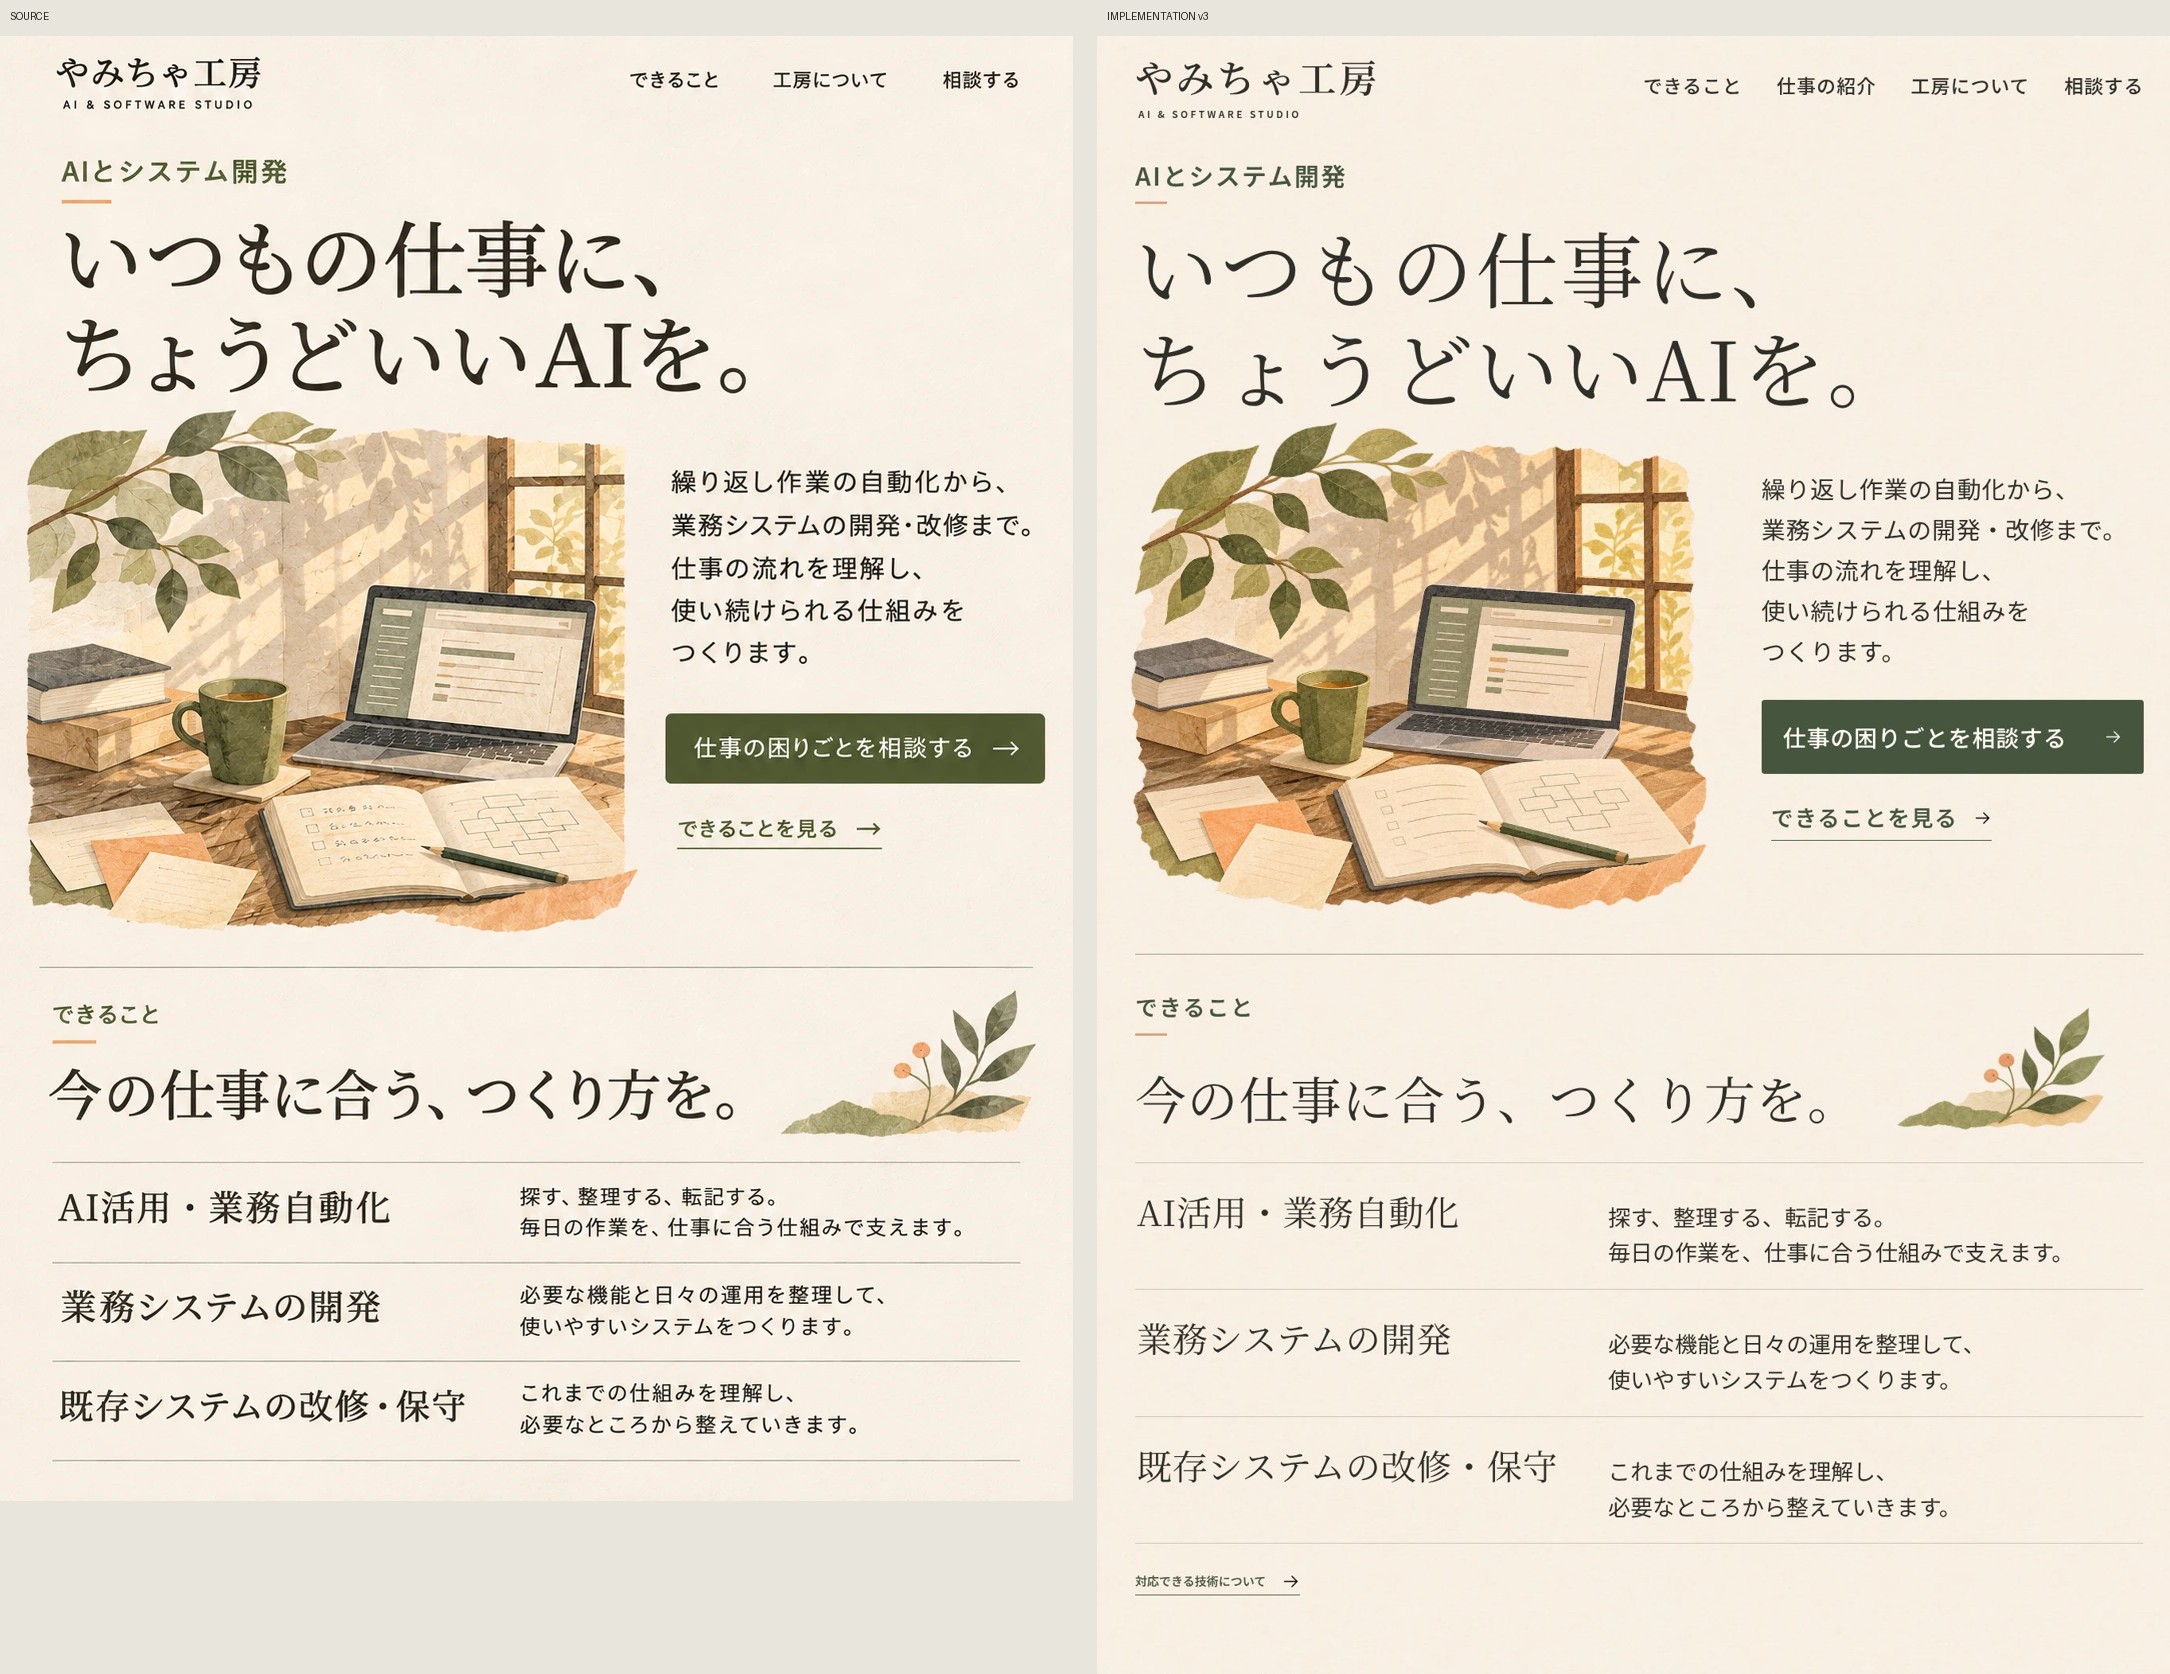 SOURCE
やみちゃ工房
AI & SOFTWARE STUDIO
できること
工房について
相談する
AIとシステム開発
いつもの仕事に、
ちょうどいいAIを。
繰り返し作業の自動化から、
業務システムの開発・改修まで。
仕事の流れを理解し、
使い続けられる仕組みを
つくります。
仕事の困りごとを相談する →
できることを見る →
できること
今の仕事に合う、つくり方を。
AI活用・業務自動化
探す、整理する、転記する。
毎日の作業を、仕事に合う仕組みで支えます。
業務システムの開発
必要な機能と日々の運用を整理して、
使いやすいシステムをつくります。
既存システムの改修・保守
これまでの仕組みを理解し、
必要なところから整えていきます。
IMPLEMENTATION v3
やみちゃ工房
AI & SOFTWARE STUDIO
できること
仕事の紹介
工房について
相談する
AIとシステム開発
いつもの仕事に、
ちょうどいいAIを。
繰り返し作業の自動化から、
業務システムの開発・改修まで。
仕事の流れを理解し、
使い続けられる仕組みを
つくります。
仕事の困りごとを相談する →
できることを見る →
できること
今の仕事に合う、つくり方を。
AI活用・業務自動化
探す、整理する、転記する。
毎日の作業を、仕事に合う仕組みで支えます。
業務システムの開発
必要な機能と日々の運用を整理して、
使いやすいシステムをつくります。
既存システムの改修・保守
これまでの仕組みを理解し、
必要なところから整えていきます。
対応できる技術について →